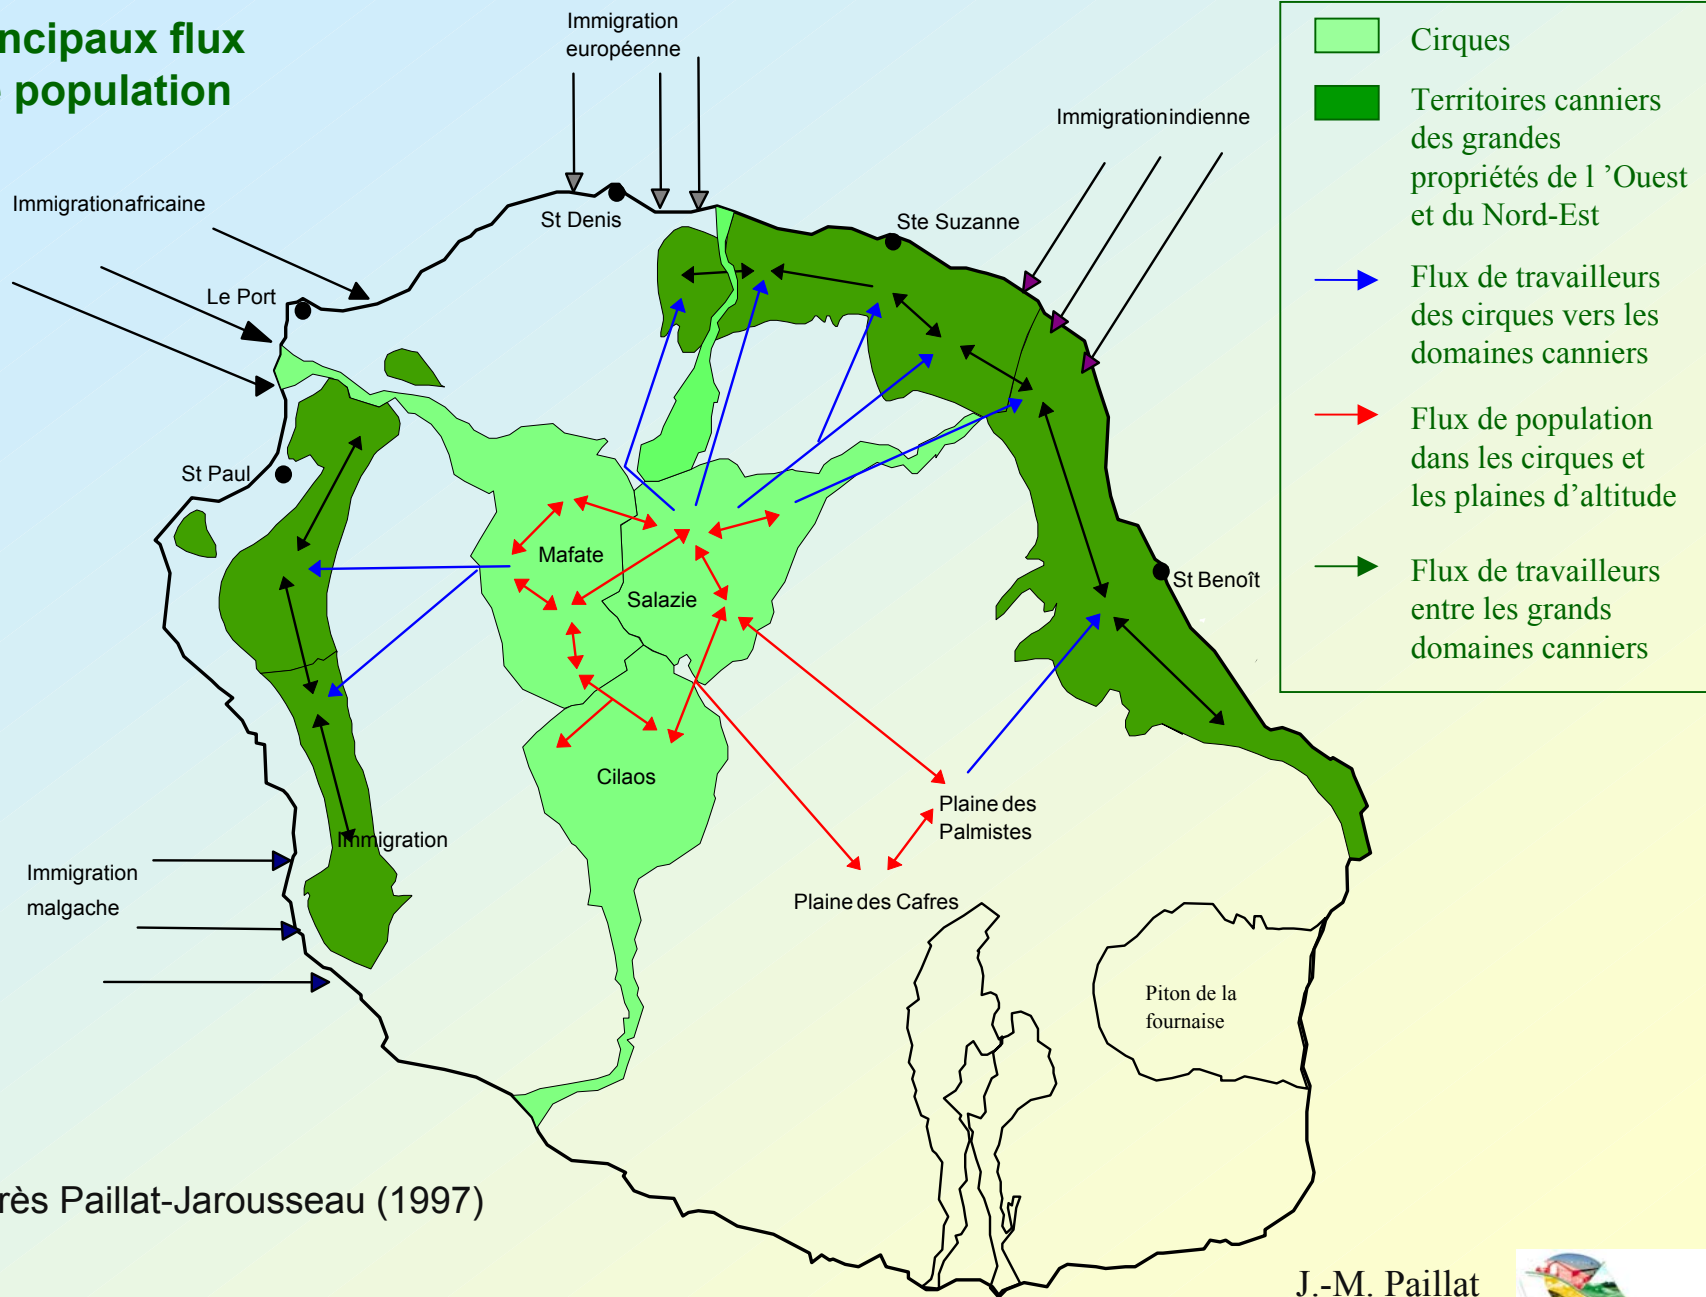 ncipaux flux
population
Immigration
européenne
Immigrationindienne
Immigrationafricaine
St Denis
Ste Suzanne
Le Port
St Paul
Mafate
Salazie
St Benoît
Cilaos
Plaine des
Palmistes
Immigration
Immigration
malgache
Plaine des Cafres
Piton de la
fournaise
Cirques
Territoires canniers
des grandes
propriétés de l ’Ouest
et du Nord-Est
Flux de travailleurs
des cirques vers les
domaines canniers
Flux de population
dans les cirques et
les plaines d’altitude
Flux de travailleurs
entre les grands
domaines canniers
rès Paillat-Jarousseau (1997)
J.-M. Paillat